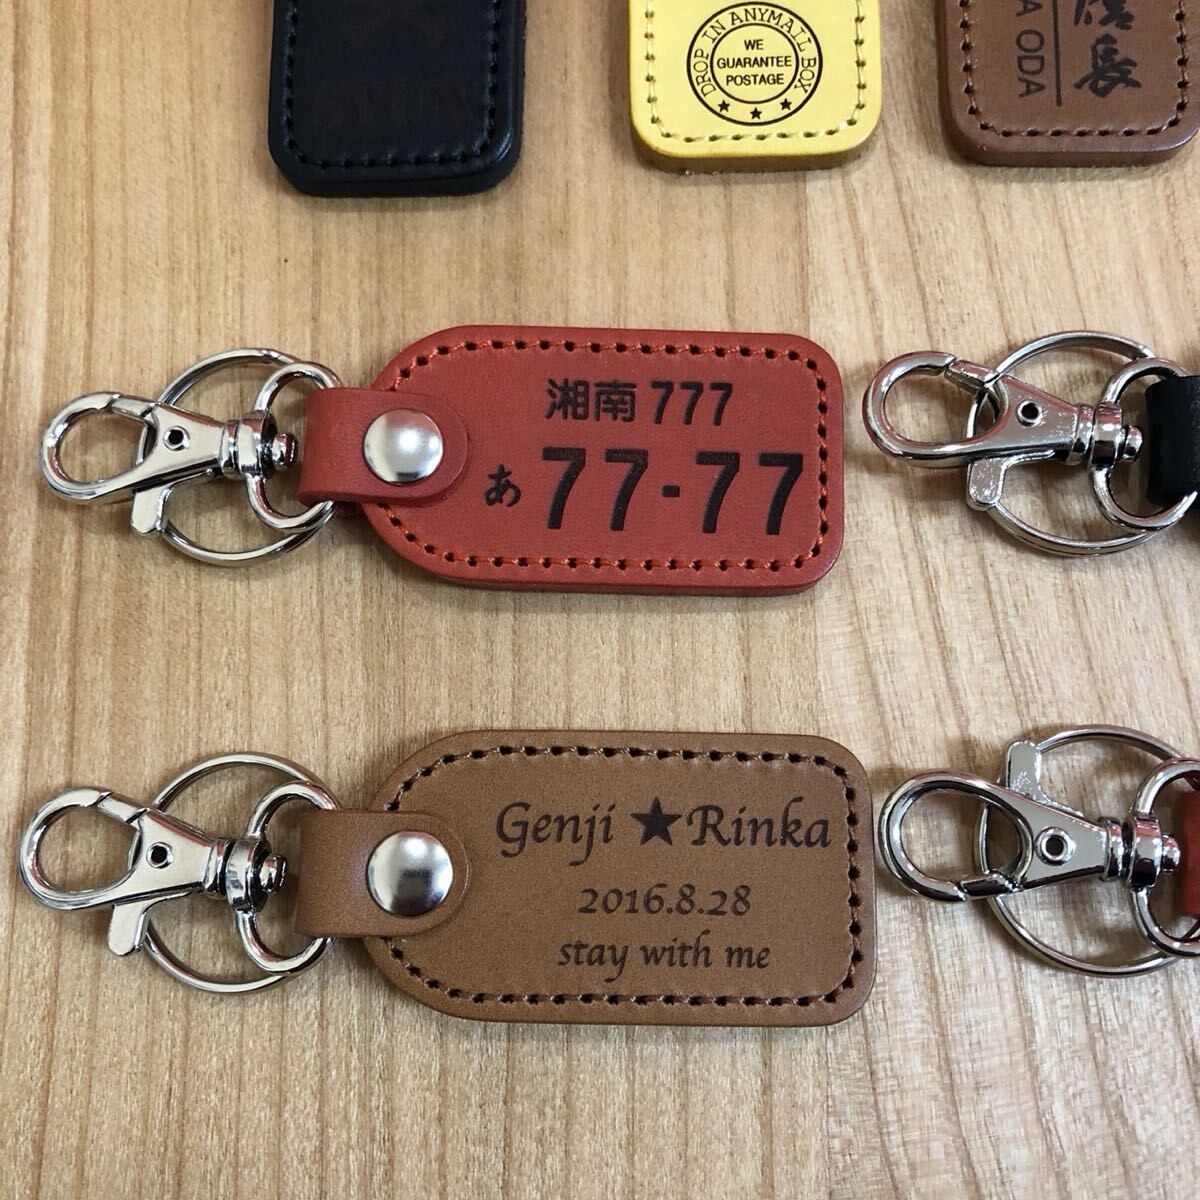 DROP IN ANYMAIL BOX
WE
GUARANTEE
POSTAGE
ODA
湘南 777
あ 77-77
Genji ★ Rinka
2016.8.28
stay with me